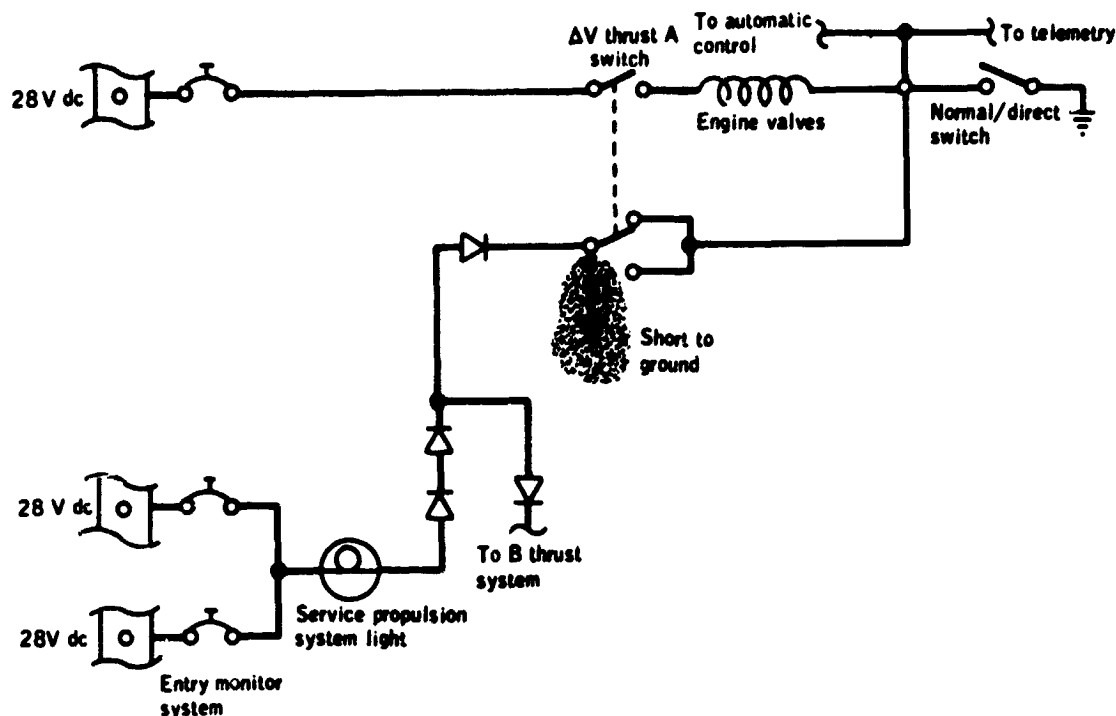 To automatic
control
To telemetry
ΔV thrust A
switch
28 V dc
Engine valves
Normal/direct
switch
Short to
ground
28 V dc
To B thrust
system
Service propulsion
system light
28V dc
Entry monitor
system